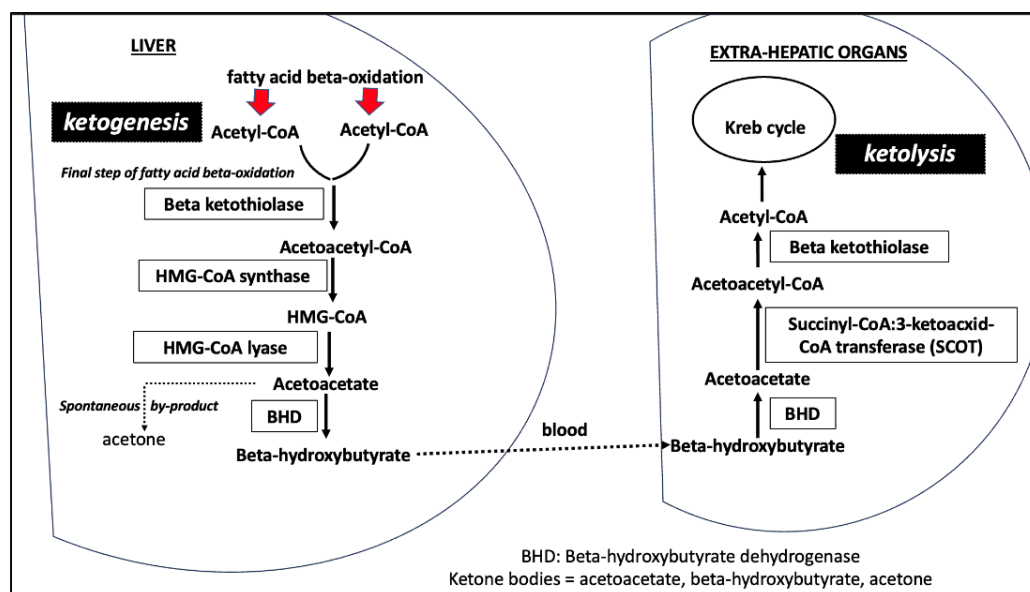 LIVER
fatty acid beta-oxidation
ketogenesis
Acetyl-CoA
Acetyl-CoA
Final step of fatty acid beta-oxidation
Beta ketothiolase
Acetoacetyl-CoA
HMG-CoA synthase
HMG-CoA
HMG-CoA lyase
Acetoacetate
Spontaneous by-product
acetone
BHD
Beta-hydroxybutyrate
blood
EXTRA-HEPATIC ORGANS
Kreb cycle
ketolysis
Acetyl-CoA
Beta ketothiolase
Acetoacetyl-CoA
Succinyl-CoA:3-ketoacxid-
CoA transferase (SCOT)
Acetoacetate
BHD
Beta-hydroxybutyrate
BHD: Beta-hydroxybutyrate dehydrogenase
Ketone bodies = acetoacetate, beta-hydroxybutyrate, acetone